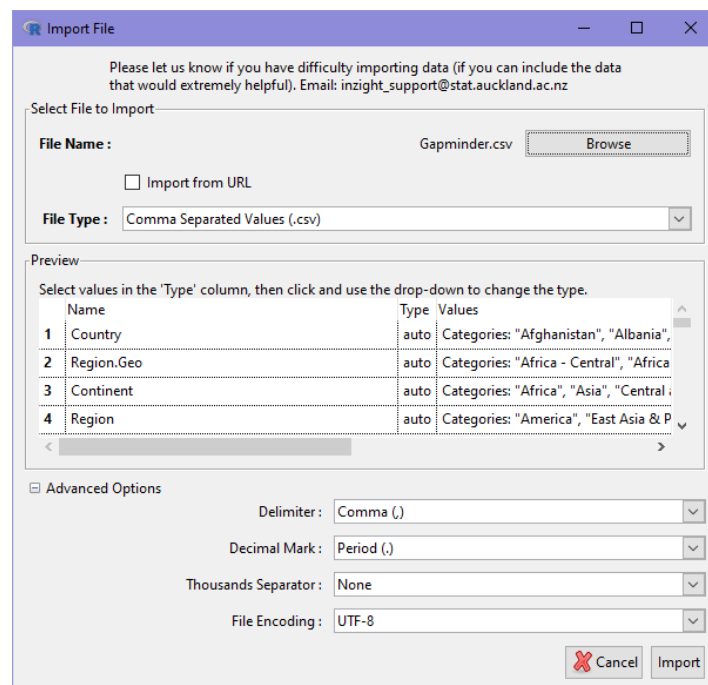 Import File
Please let us know if you have difficulty importing data (if you can include the data
that would extremely helpful). Email: inzight_support@stat.auckland.ac.nz
Select File to Import
File Name : Gapminder.csv Browse
Import from URL
File Type : Comma Separated Values (.csv)
Preview
Select values in the 'Type' column, then click and use the drop-down to change the type.
Name Type Values
1 Country auto Categories: "Afghanistan", "Albania",
2 Region.Geo auto Categories: "Africa - Central", "Africa
3 Continent auto Categories: "Africa", "Asia", "Central
4 Region auto Categories: "America", "East Asia & P
Advanced Options
Delimiter : Comma (,)
Decimal Mark : Period (.)
Thousands Separator : None
File Encoding : UTF-8
Cancel Import